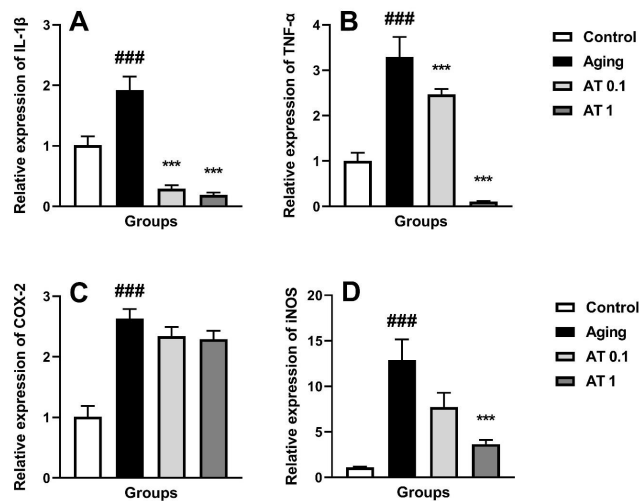 A
Relative expression of IL-1β
3
2
1
0
###
***
***
Groups
B
Relative expression of TNF-α
4
3
2
1
0
###
***
***
Groups
Control
Aging
AT 0.1
AT 1
C
Relative expression of COX-2
3
2
1
0
###
Groups
D
Relative expression of iNOS
20
15
10
5
0
###
***
Groups
Control
Aging
AT 0.1
AT 1